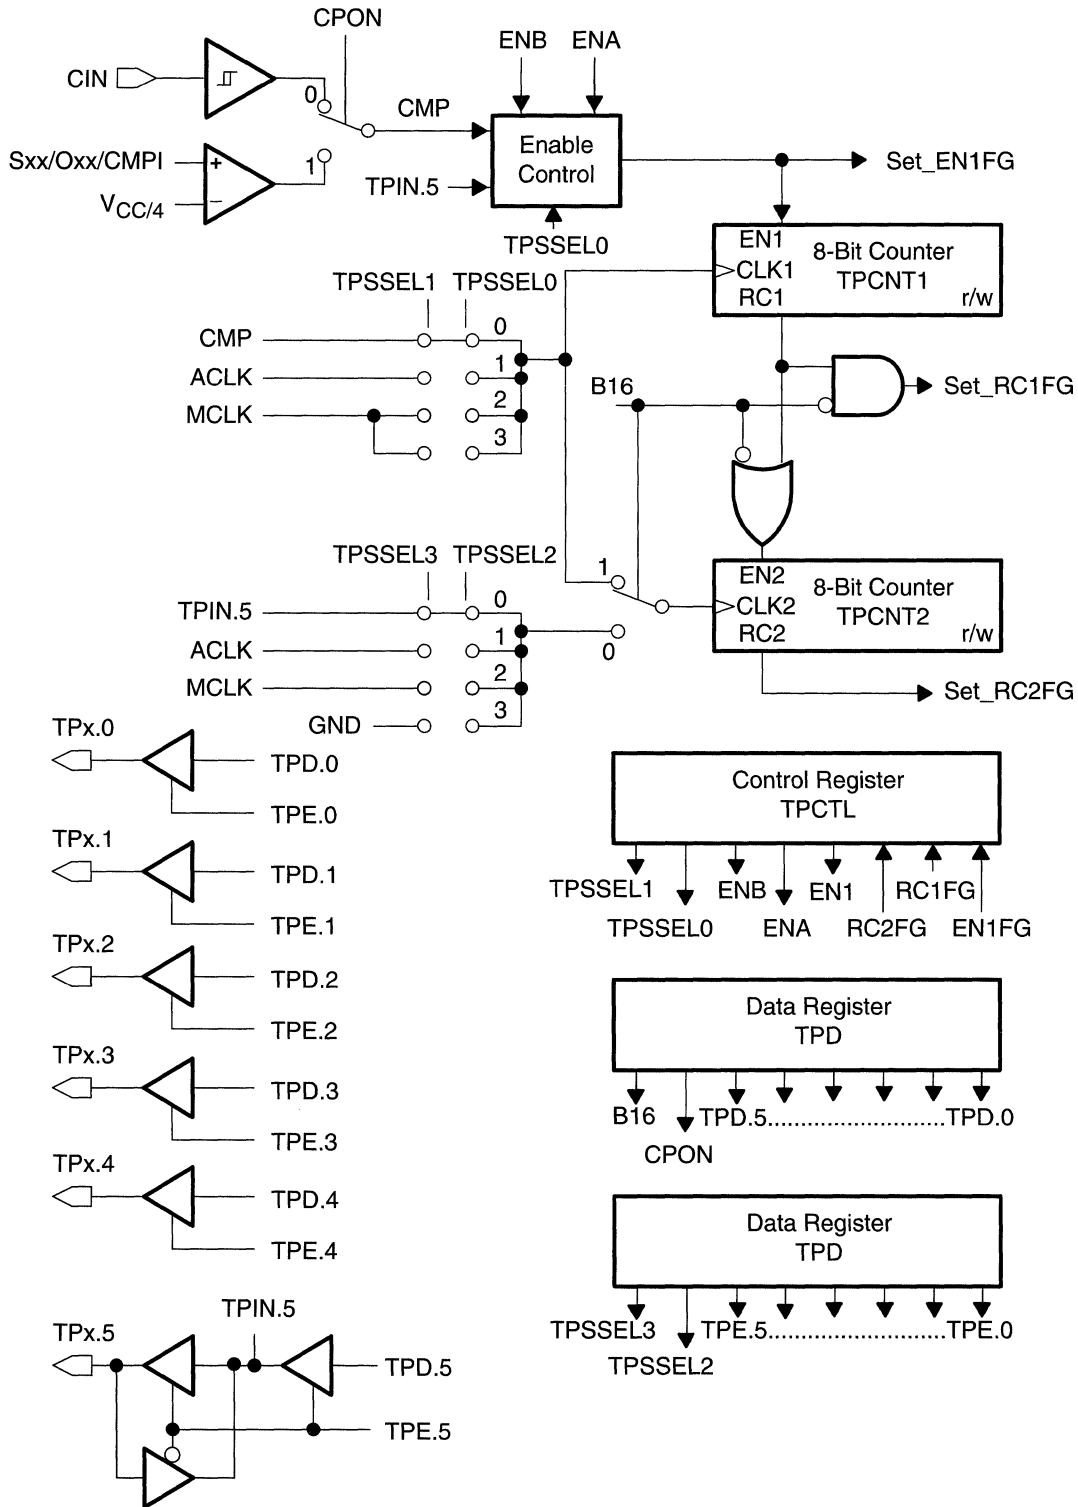 CPON
ENB ENA
CIN
0
CMP
Enable
Control
Sxx/Oxx/CMPI
+
1
Set_EN1FG
TPIN.5
VCC/4
−
TPSSEL0
EN1
8-Bit Counter
CLK1
TPCNT1
RC1
r/w
TPSSEL1 TPSSEL0
CMP
0
ACLK
1
B16
Set_RC1FG
MCLK
2
3
TPSSEL3 TPSSEL2
1
EN2
8-Bit Counter
TPIN.5
0
CLK2
TPCNT2
ACLK
1
0
RC2
r/w
MCLK
2
Set_RC2FG
GND
3
TPx.0
TPD.0
TPE.0
Control Register
TPCTL
TPx.1
TPD.1
TPE.1
TPSSEL1 ENB EN1 RC1FG
TPSSEL0 ENA RC2FG EN1FG
TPx.2
TPD.2
TPE.2
Data Register
TPD
TPx.3
TPD.3
TPE.3
B16 TPD.5..........................TPD.0
CPON
TPx.4
TPD.4
TPE.4
Data Register
TPD
TPSSEL3 TPE.5..........................TPE.0
TPSSEL2
TPIN.5
TPx.5
TPD.5
TPE.5